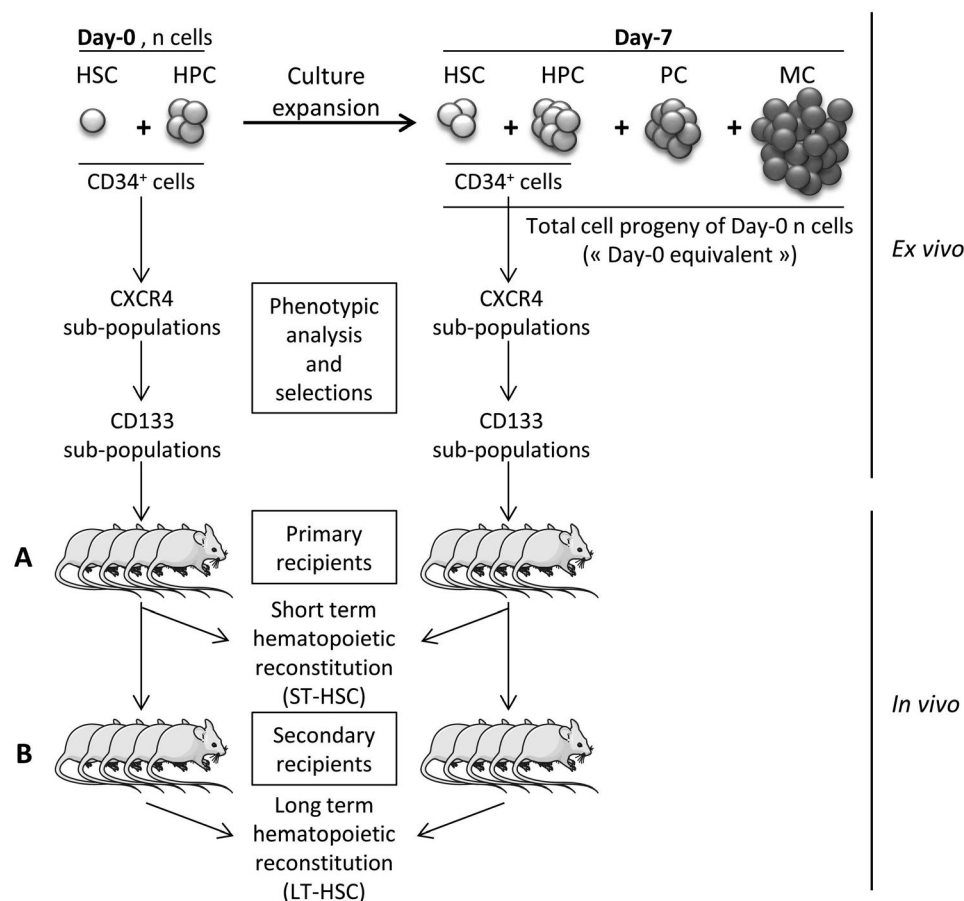 Day-0 , n cells
Day-7
HSC
HPC
Culture
expansion
HSC
HPC
PC
MC
+
+
+
+
CD34+ cells
CD34+ cells
Total cell progeny of Day-0 n cells
(« Day-0 equivalent »)
Ex vivo
CXCR4
sub-populations
Phenotypic
analysis
and
selections
CXCR4
sub-populations
CD133
sub-populations
CD133
sub-populations
A
Primary
recipients
Short term
hematopoietic
reconstitution
(ST-HSC)
In vivo
B
Secondary
recipients
Long term
hematopoietic
reconstitution
(LT-HSC)